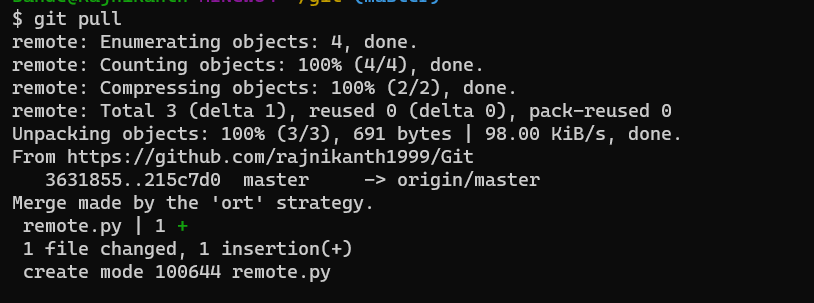 /git (master)
$ git pull
remote: Enumerating objects: 4, done.
remote: Counting objects: 100% (4/4), done.
remote: Compressing objects: 100% (2/2), done.
remote: Total 3 (delta 1), reused 0 (delta 0), pack-reused 0
Unpacking objects: 100% (3/3), 691 bytes | 98.00 KiB/s, done.
From https://github.com/rajnikanth1999/Git
   3631855..215c7d0  master     -> origin/master
Merge made by the 'ort' strategy.
 remote.py | 1 +
 1 file changed, 1 insertion(+)
 create mode 100644 remote.py